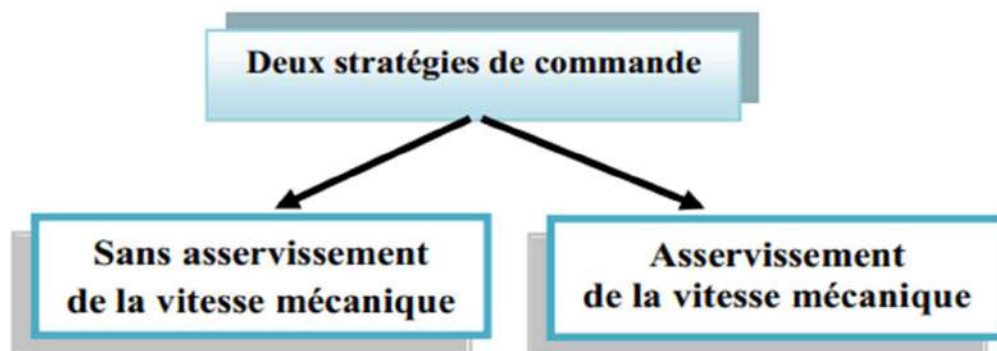 Deux stratégies de commande
Sans asservissement
de la vitesse mécanique
Asservissement
de la vitesse mécanique